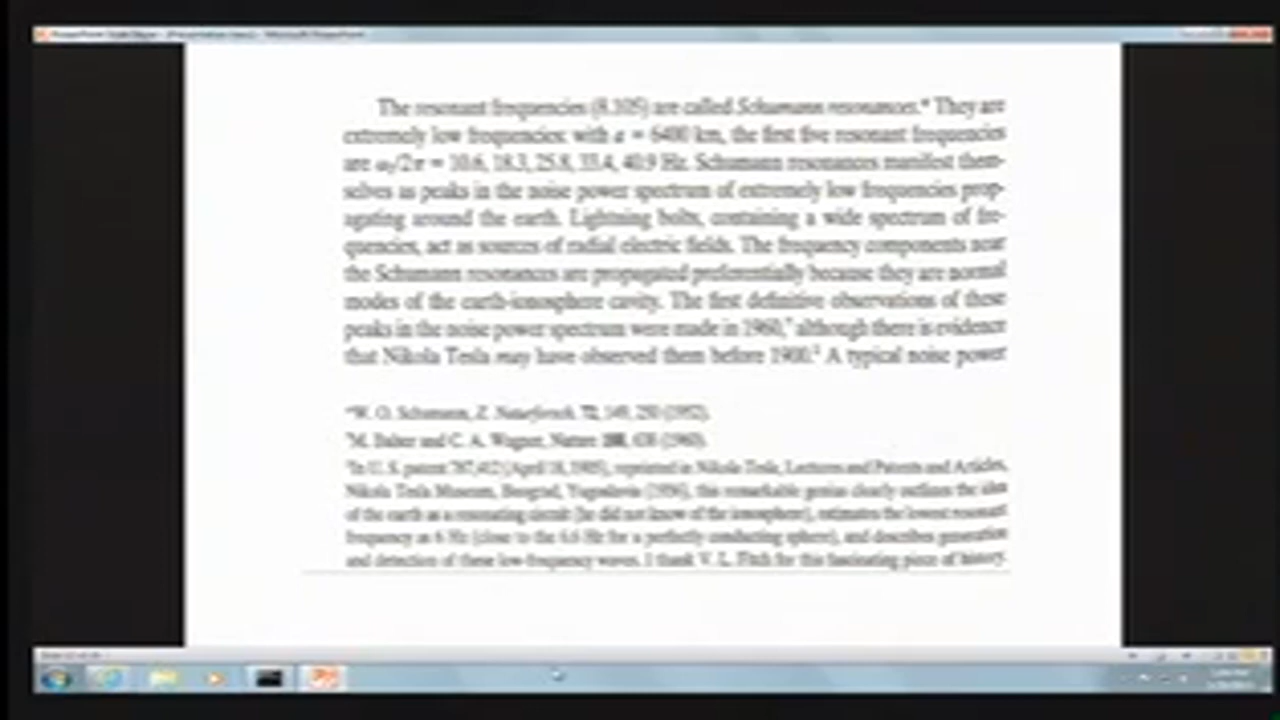 The resonant frequencies (8.105) are called Schumann resonances.* They are
extremely low frequencies: with a = 6400 km, the first five resonant frequencies
are ω₁/2π = 10.6, 18.3, 25.8, 33.4, 40.9 Hz. Schumann resonances manifest them-
selves as peaks in the noise power spectrum of extremely low frequencies prop-
agating around the earth. Lightning bolts, containing a wide spectrum of fre-
quencies, act as sources of radial electric fields. The frequency components near
the Schumann resonances are propagated preferentially because they are normal
modes of the earth-ionosphere cavity. The first definitive observations of these
peaks in the noise power spectrum were made in 1960,† although there is evidence
that Nikola Tesla may have observed them before 1900.‡ A typical noise power
*W. O. Schumann, Z. Naturforsch. 149, 250 (1952).
M. Balser and C. A. Wagner, Nature 188, 638 (1960).
In U. S. patent 787,412 (April 18, 1905), reprinted in Nikola Tesla, Lectures and Patents and Articles,
Nikola Tesla Museum, Beograd, Yugoslavia (1956), this remarkable genius clearly outlines the idea
of the earth as a resonating circuit (he did not know of the ionosphere), estimates the lowest resonant
frequency as 6 Hz (close to the 6.6 Hz for a perfectly conducting sphere), and describes generation
and detection of these low-frequency waves. I thank V. L. Fitch for this fascinating piece of history.